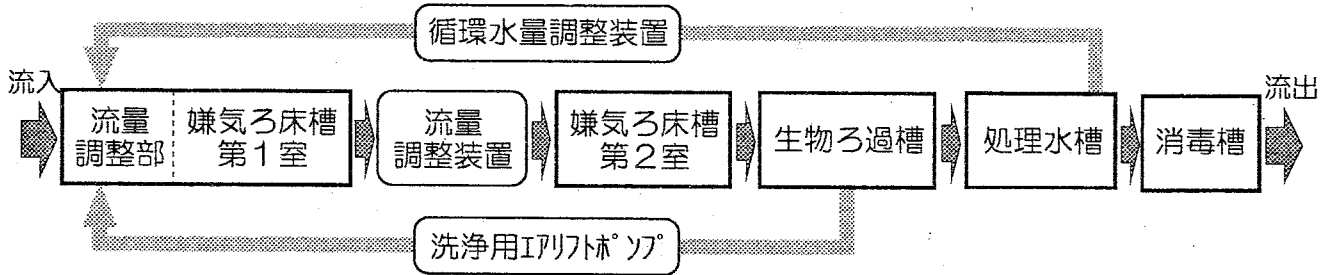 循環水量調整装置
流入
流量
調整部
嫌気ろ床槽
第1室
流量
調整装置
嫌気ろ床槽
第2室
生物ろ過槽
処理水槽
消毒槽
流出
洗浄用ｴｱﾘﾌﾄﾎﾟﾝﾌﾟ